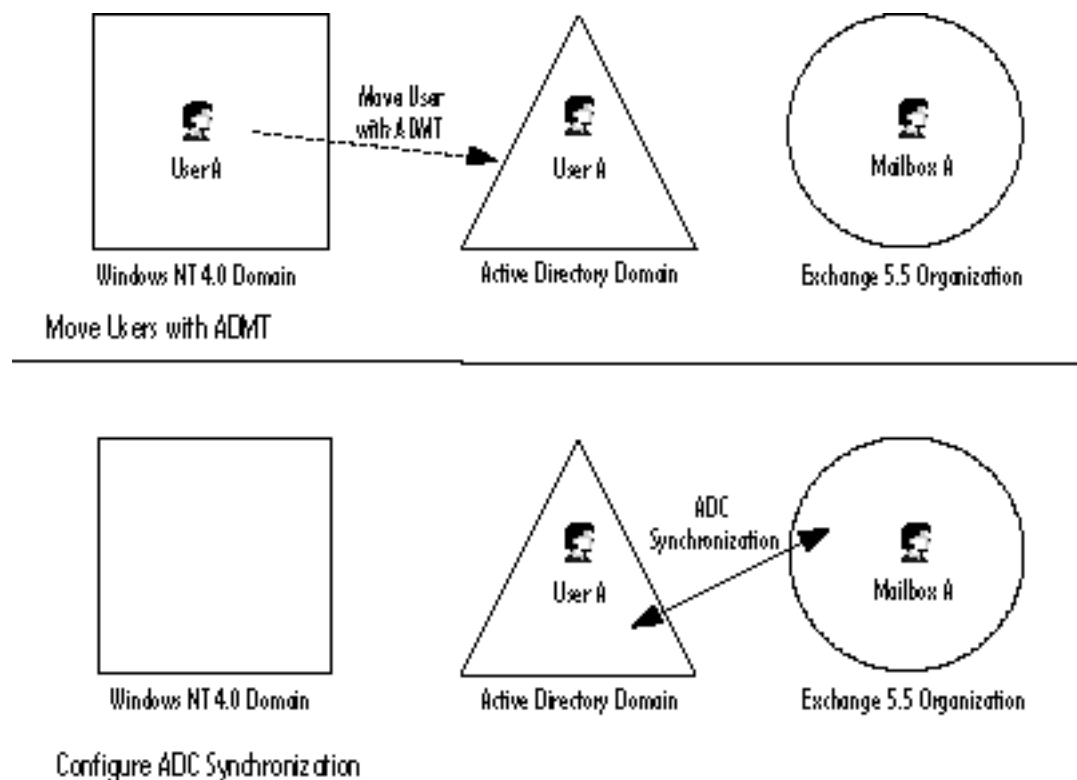 Move User
with ADMT
User A
User A
Mailbox A
Windows NT 4.0 Domain
Active Directory Domain
Exchange 5.5 Organization
Move Users with ADMT
ADC
Synchronization
User A
Mailbox A
Windows NT 4.0 Domain
Active Directory Domain
Exchange 5.5 Organization
Configure ADC Synchronization